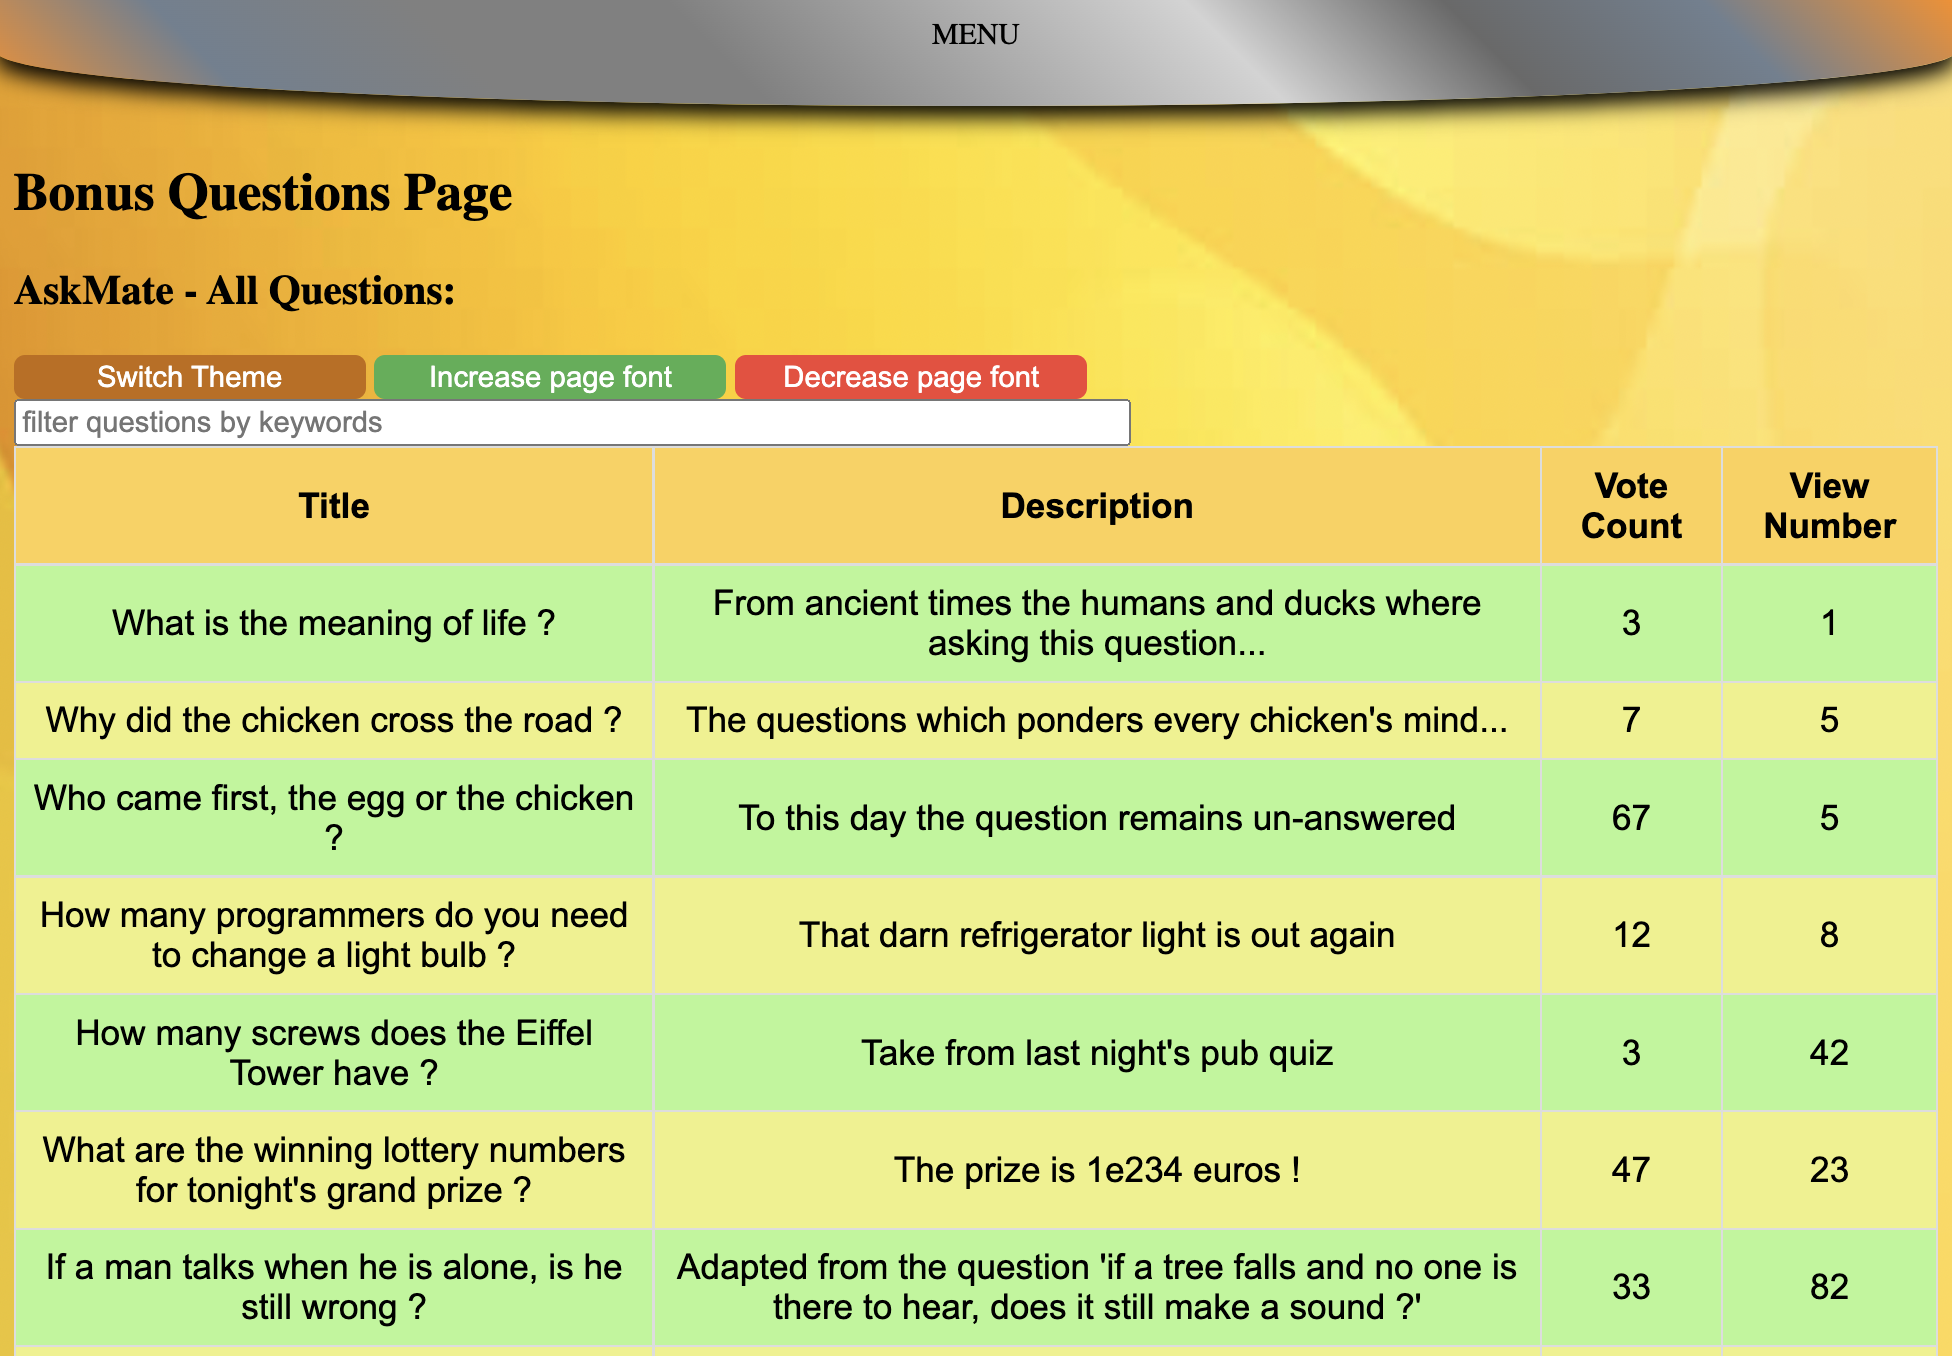 MENU
Bonus Questions Page
AskMate - All Questions:
Switch Theme
Increase page font
Decrease page font
filter questions by keywords
Title
Description
Vote
Count
View
Number
What is the meaning of life ?
From ancient times the humans and ducks where
asking this question...
3
1
Why did the chicken cross the road ?
The questions which ponders every chicken's mind...
7
5
Who came first, the egg or the chicken
?
To this day the question remains un-answered
67
5
How many programmers do you need
to change a light bulb ?
That darn refrigerator light is out again
12
8
How many screws does the Eiffel
Tower have ?
Take from last night's pub quiz
3
42
What are the winning lottery numbers
for tonight's grand prize ?
The prize is 1e234 euros !
47
23
If a man talks when he is alone, is he
still wrong ?
Adapted from the question 'if a tree falls and no one is
there to hear, does it still make a sound ?'
33
82